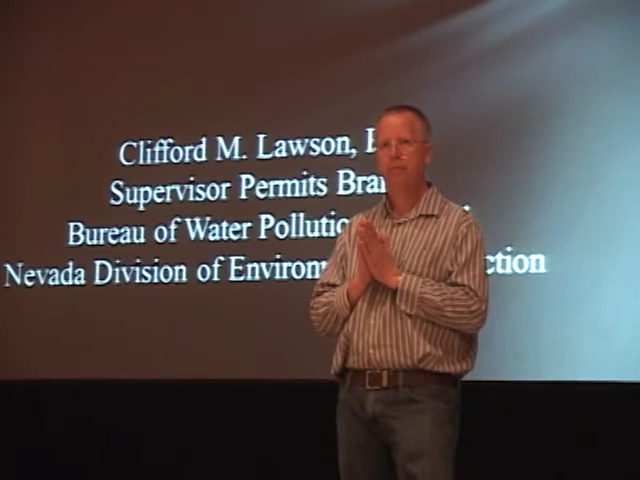 Clifford M. Lawson,
Supervisor Permits
Bureau of Water
Nevada Division of